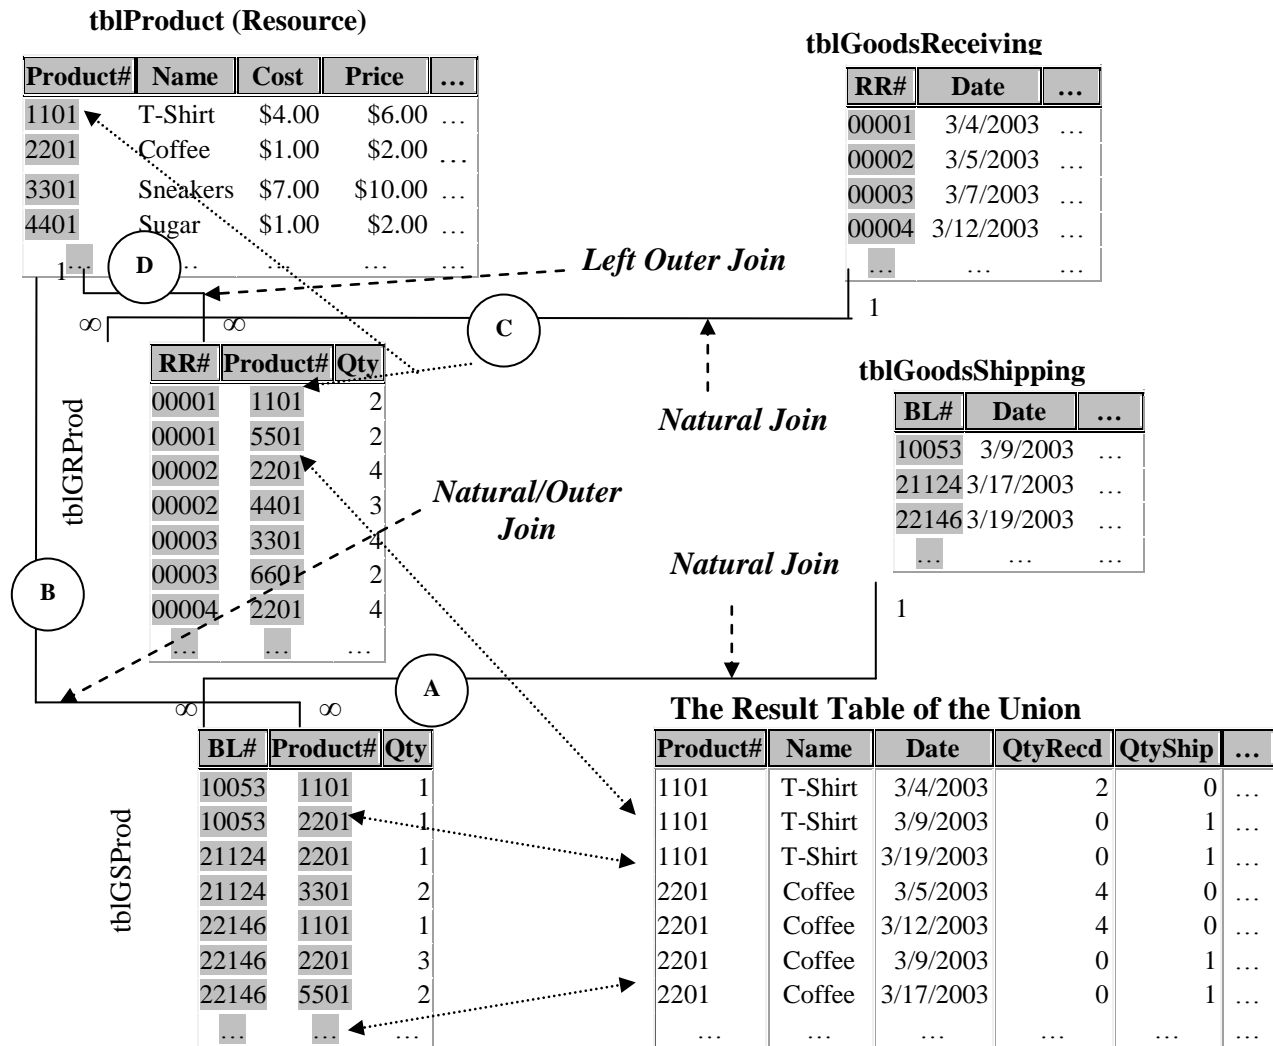 tblProduct (Resource)
Product# Name Cost Price …
1101 T-Shirt $4.00 $6.00 …
2201 Coffee $1.00 $2.00 …
3301 Sneakers $7.00 $10.00 …
4401 Sugar $1.00 $2.00 …
… … … … …
tblGoodsReceiving
RR# Date …
00001 3/4/2003 …
00002 3/5/2003 …
00003 3/7/2003 …
00004 3/12/2003 …
… … …
1
D
Left Outer Join
∞ ∞
C
1
tblGRProd
RR# Product# Qty
00001 1101 2
00001 5501 2
00002 2201 4
00002 4401 3
00003 3301 4
00003 6601 2
00004 2201 4
… … …
Natural Join
tblGoodsShipping
BL# Date …
10053 3/9/2003 …
21124 3/17/2003 …
22146 3/19/2003 …
… … …
Natural/Outer
Join
Natural Join
B
1
A
∞ ∞
tblGSProd
BL# Product# Qty
10053 1101 1
10053 2201 1
21124 2201 1
21124 3301 2
22146 1101 1
22146 2201 3
22146 5501 2
… … …
The Result Table of the Union
Product# Name Date QtyRecd QtyShip …
1101 T-Shirt 3/4/2003 2 0 …
1101 T-Shirt 3/9/2003 0 1 …
1101 T-Shirt 3/19/2003 0 1 …
2201 Coffee 3/5/2003 4 0 …
2201 Coffee 3/12/2003 4 0 …
2201 Coffee 3/9/2003 0 1 …
2201 Coffee 3/17/2003 0 1 …
… … … … … …